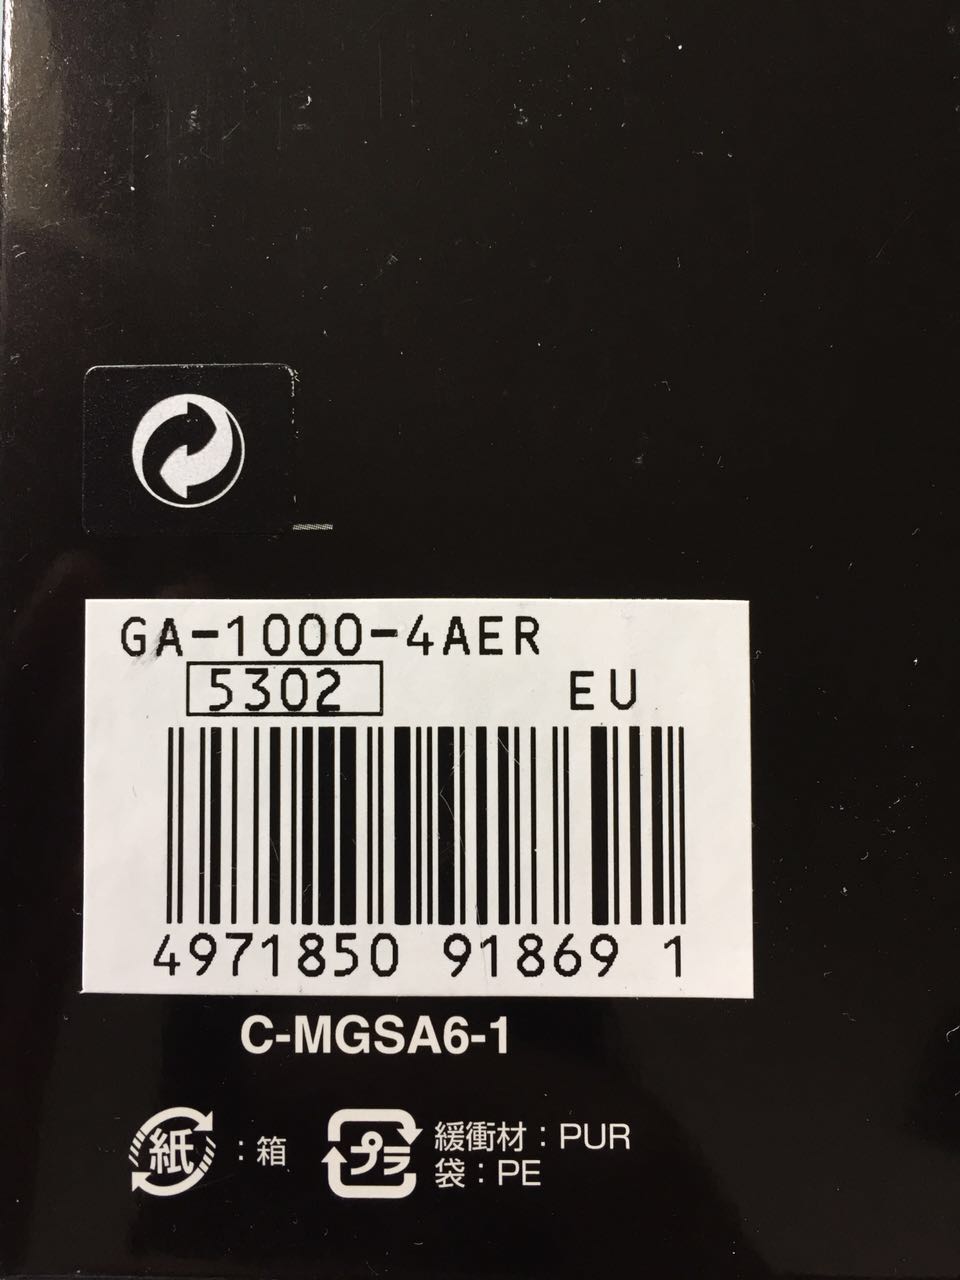 GA-1000-4AER
5302 EU
4971850 91869 1
C-MGSA6-1
紙 : 箱
プラ 緩衝材 : PUR
袋 : PE